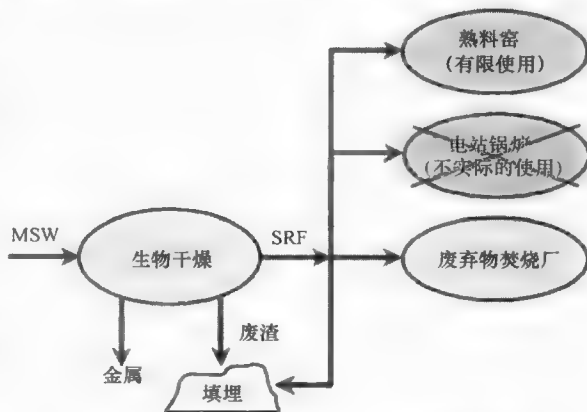 熟料窑
(有限使用)
电站锅炉
(不实际的使用)
MSW
生物干燥
SRF
废弃物焚烧厂
废渣
金属
填埋